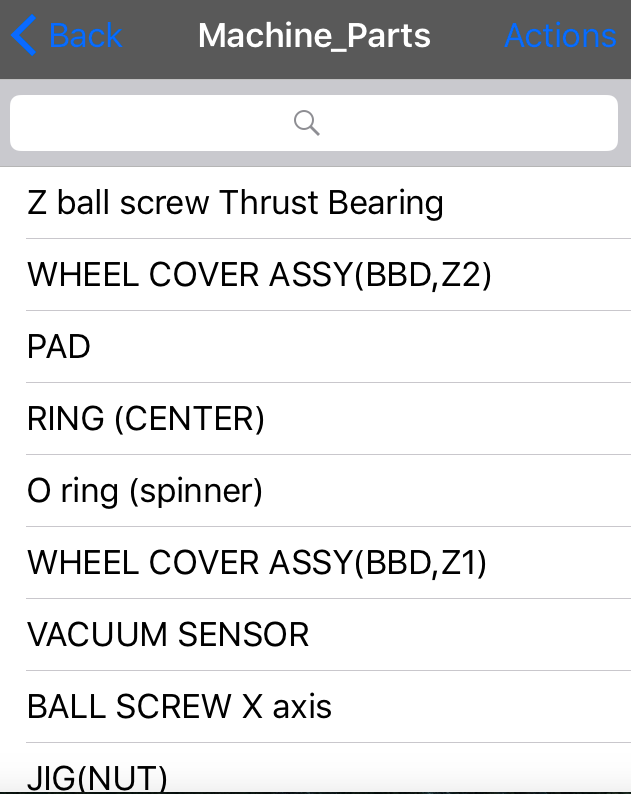 Back Machine_Parts Actions
Z ball screw Thrust Bearing
WHEEL COVER ASSY(BBD,Z2)
PAD
RING (CENTER)
O ring (spinner)
WHEEL COVER ASSY(BBD,Z1)
VACUUM SENSOR
BALL SCREW X axis
JIG(NUT)